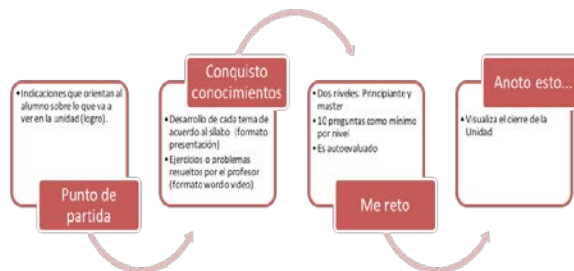 • Indicaciones que orientan al
alumno sobre lo que va a
ver en la unidad (logro).
Punto de
partida
Conquisto
conocimientos
• Desarrollo de cada tema de
acuerdo al sílabo (formato
presentación)
• Ejercicios o problemas
resueltos por el profesor
(formato word o video)
• Dos niveles: Principiante y
master
• 10 preguntas como mínimo
por nivel
• Es autoevaluado
Me reto
Anoto esto...
• Visualiza el cierre de la
Unidad